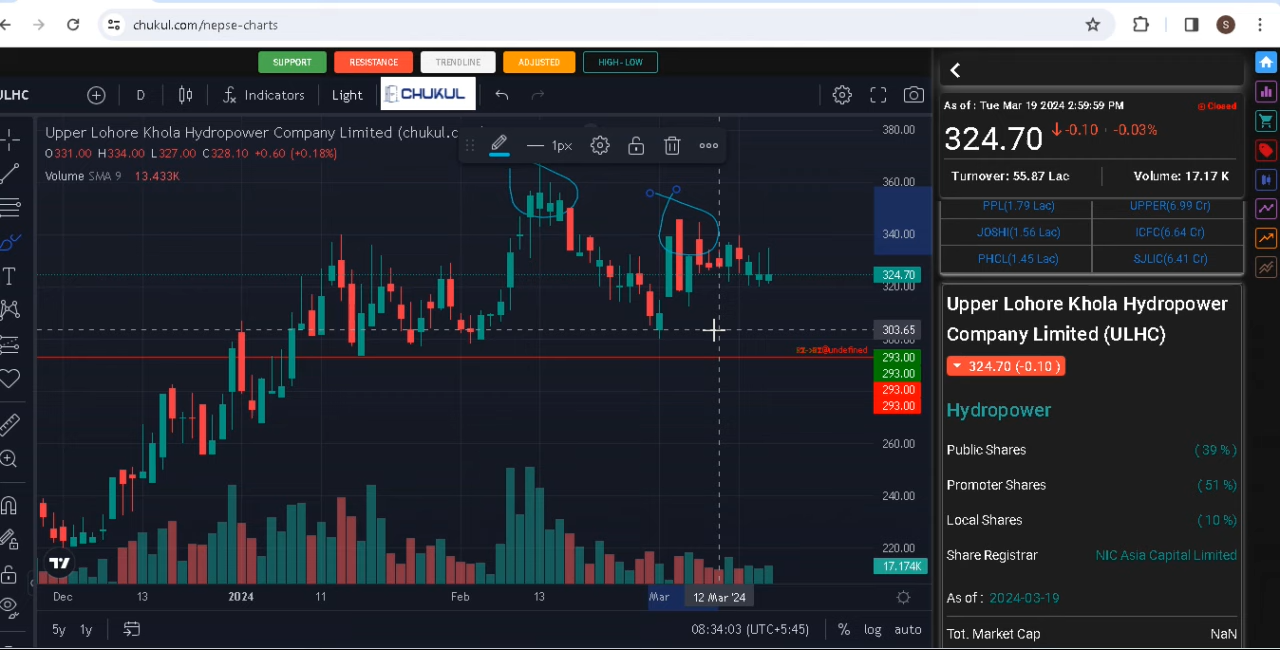 chukul.com/nepse-charts
S
SUPPORT
RESISTANCE
TRENDLINE
ADJUSTED
HIGH-LOW
ULHC
D
Indicators
Light
CHUKUL
Upper Lohore Khola Hydropower Company Limited (chukul.c
1px
O331.00 H334.00 L327.00 C328.10 +0.60 (+0.18%)
Volume SMA 9 13.433K
380.00
360.00
340.00
324.70
320.00
303.65
300.00
@undefined
293.00
293.00
293.00
293.00
260.00
240.00
220.00
17.174K
Dec
13
2024
11
Feb
13
Mar
12 Mar '24
5y
1y
08:34:03 (UTC+5:45)
%
log
auto
As of : Tue Mar 19 2024 2:59:59 PM
Closed
324.70
-0.10 · -0.03%
Turnover: 55.87 Lac
Volume: 17.17 K
PPL(1.79 Lac)
UPPER(6.99 Cr)
JOSHI(1.56 Lac)
ICFC(6.64 Cr)
PHCL(1.45 Lac)
SJLIC(6.41 Cr)
Upper Lohore Khola Hydropower
Company Limited (ULHC)
324.70 (-0.10 )
Hydropower
Public Shares
( 39 % )
Promoter Shares
( 51 % )
Local Shares
( 10 % )
Share Registrar
NIC Asia Capital Limited
As of : 2024-03-19
Tot. Market Cap
NaN